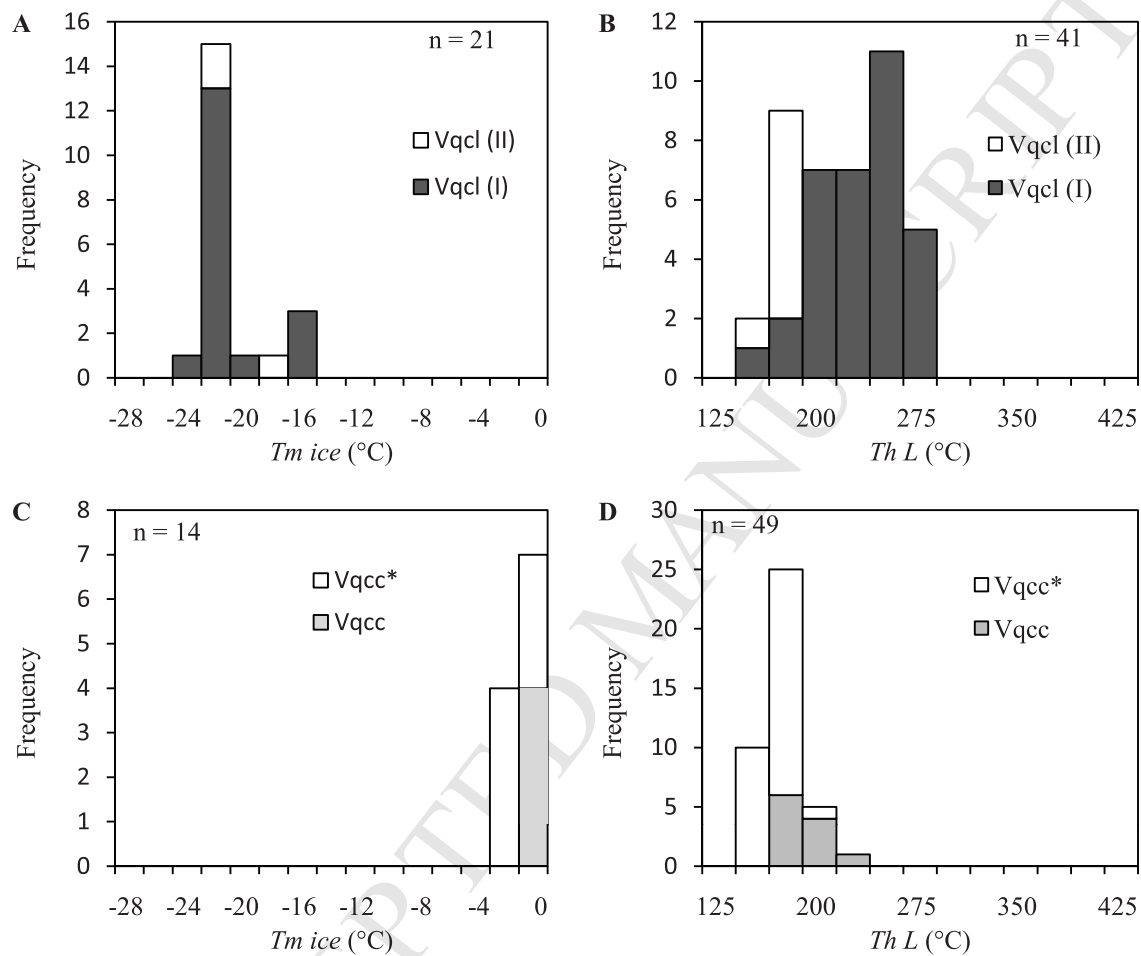 A
n = 21
16
14
12
10
8
6
4
2
0
Frequency
Vqcl (II)
Vqcl (I)
-28 -24 -20 -16 -12 -8 -4 0
Tm ice (°C)
B
n = 41
12
10
8
6
4
2
0
Frequency
Vqcl (II)
Vqcl (I)
125 200 275 350 425
Th L (°C)
C
n = 14
8
7
6
5
4
3
2
1
0
Frequency
Vqcc*
Vqcc
-28 -24 -20 -16 -12 -8 -4 0
Tm ice (°C)
D
n = 49
30
25
20
15
10
5
0
Frequency
Vqcc*
Vqcc
125 200 275 350 425
Th L (°C)
PTED MANUSCRIPT